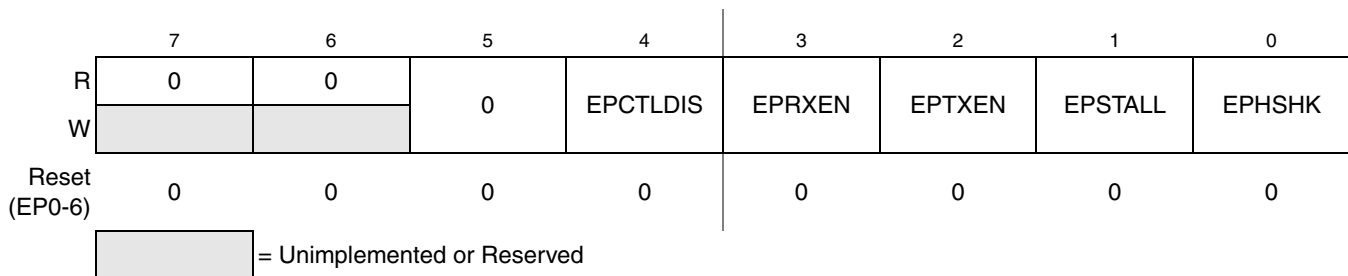 7 6 5 4 3 2 1 0
R 0 0 0 EPCTLDIS EPRXEN EPTXEN EPSTALL EPHSHK
W
Reset (EP0-6) 0 0 0 0 0 0 0 0
= Unimplemented or Reserved